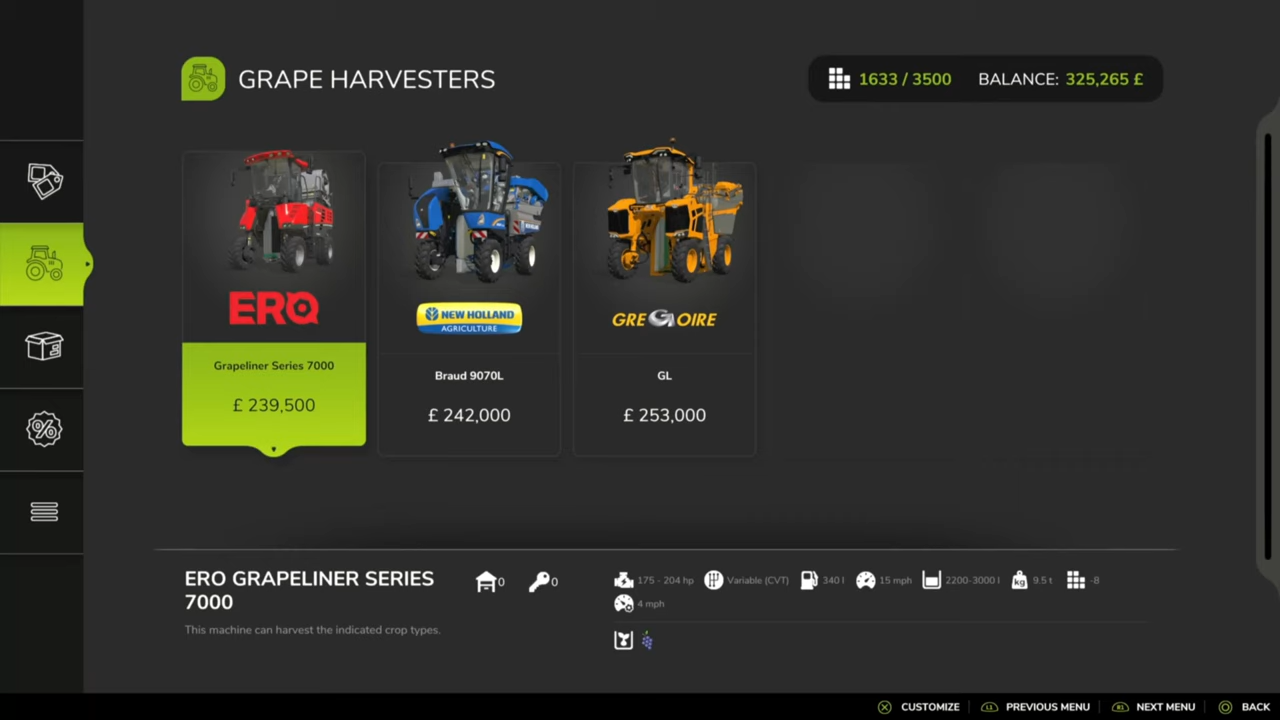 GRAPE HARVESTERS
1633 / 3500
BALANCE: 325,265 £
ERO
NEW HOLLAND
AGRICULTURE
GREGOIRE
Grapeliner Series 7000
Braud 9070L
GL
£ 239,500
£ 242,000
£ 253,000
ERO GRAPELINER SERIES
7000
0
0
175 - 204 hp
Variable (CVT)
340 l
15 mph
2200-3000 l
kg
9.5 t
-8
4 mph
This machine can harvest the indicated crop types.
CUSTOMIZE
L1 PREVIOUS MENU
R1 NEXT MENU
BACK